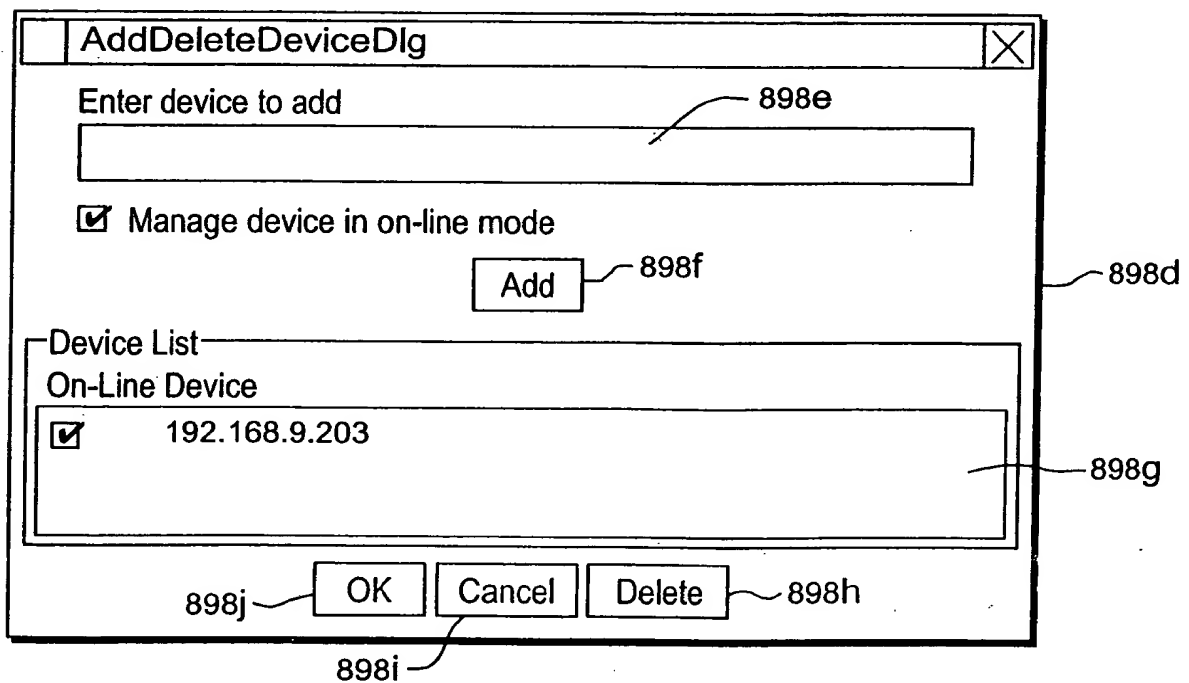 AddDeleteDeviceDlg
Enter device to add
898e
Manage device in on-line mode
Add
898f
898d
Device List
On-Line Device
192.168.9.203
898g
OK
Cancel
Delete
898j
898h
898i